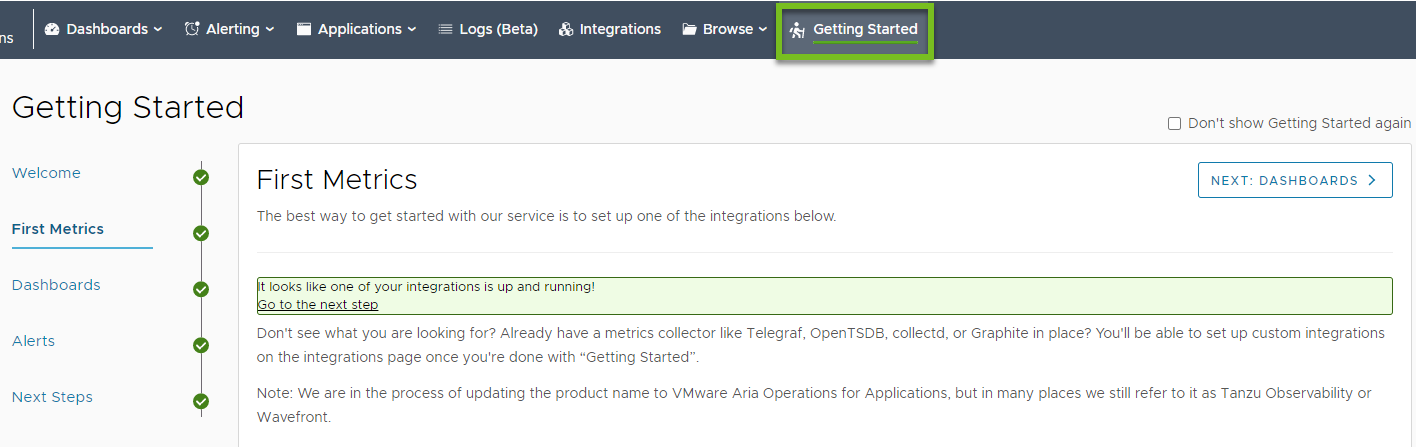 ns
Dashboards
Alerting
Applications
Logs (Beta)
Integrations
Browse
Getting Started
Getting Started
Don't show Getting Started again
Welcome
First Metrics
Dashboards
Alerts
Next Steps
First Metrics
NEXT: DASHBOARDS
The best way to get started with our service is to set up one of the integrations below.
It looks like one of your integrations is up and running!
Go to the next step
Don't see what you are looking for? Already have a metrics collector like Telegraf, OpenTSDB, collectd, or Graphite in place? You'll be able to set up custom integrations
on the integrations page once you're done with “Getting Started”.
Note: We are in the process of updating the product name to VMware Aria Operations for Applications, but in many places we still refer to it as Tanzu Observability or
Wavefront.